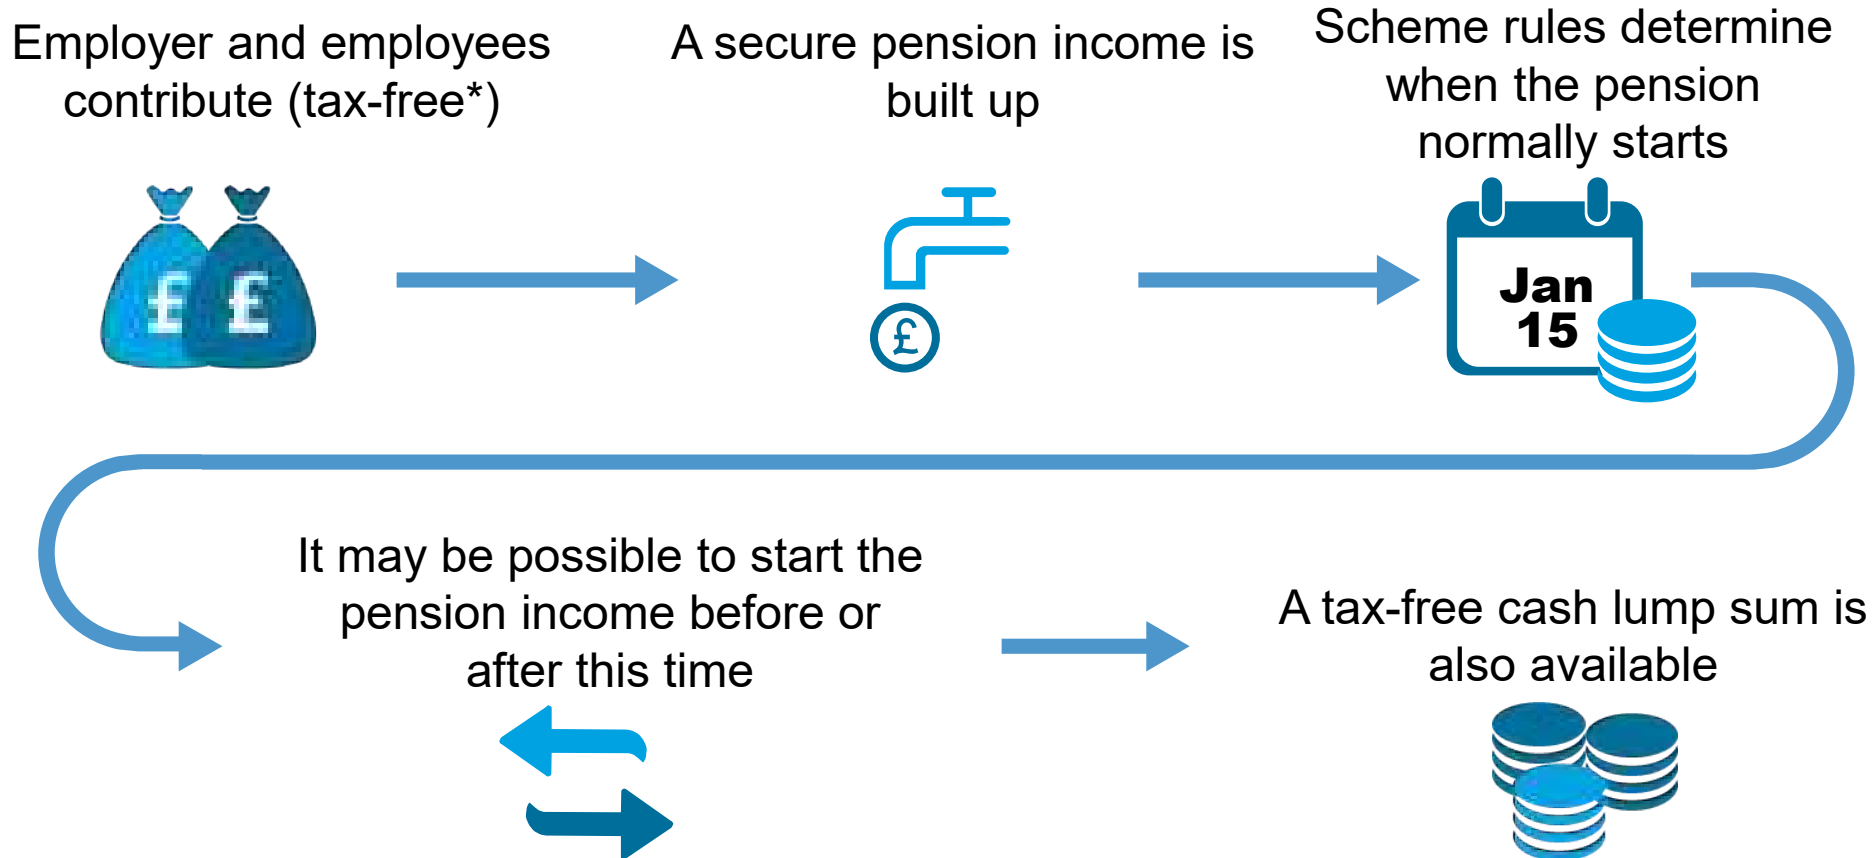 Employer and employees
contribute (tax-free*)
A secure pension income is
built up
Scheme rules determine
when the pension
normally starts
£
£
£
Jan
15
It may be possible to start the
pension income before or
after this time
A tax-free cash lump sum is
also available